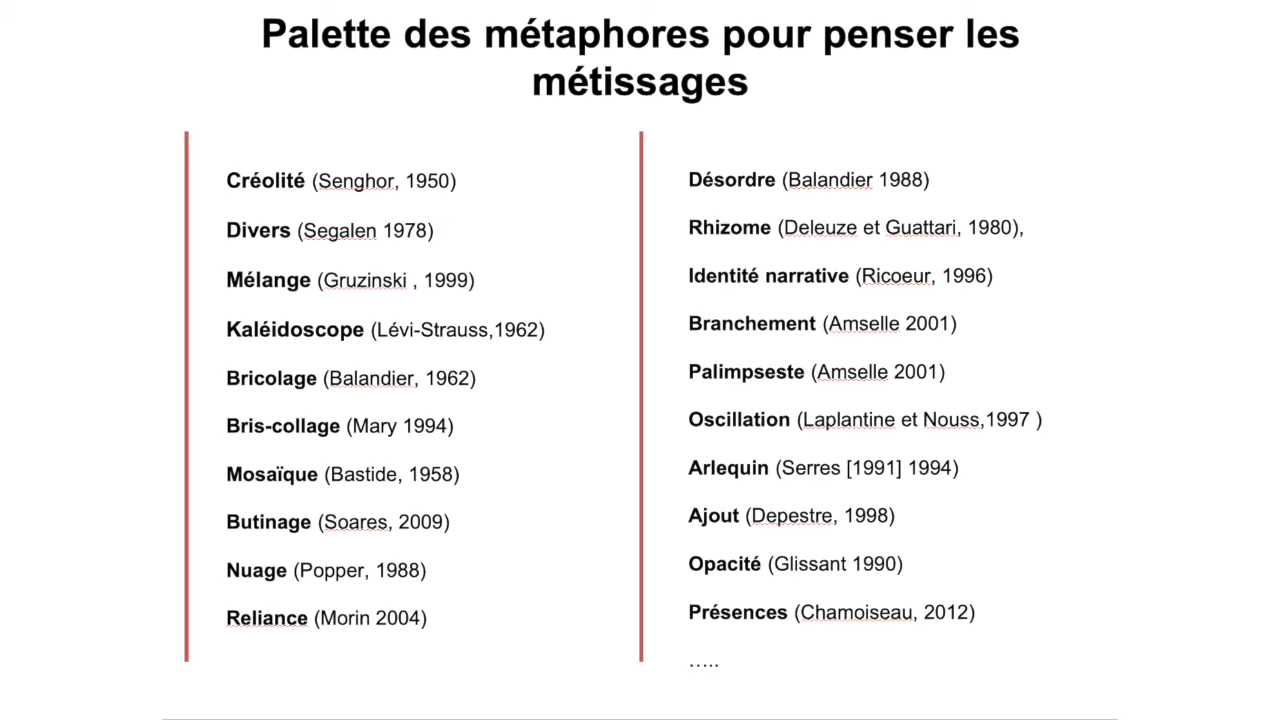 Palette des métaphores pour penser les
métissages
Créolité (Senghor, 1950)
Divers (Segalen 1978)
Mélange (Gruzinski , 1999)
Kaléidoscope (Lévi-Strauss,1962)
Bricolage (Balandier, 1962)
Bris-collage (Mary 1994)
Mosaïque (Bastide, 1958)
Butinage (Soares, 2009)
Nuage (Popper, 1988)
Reliance (Morin 2004)
Désordre (Balandier 1988)
Rhizome (Deleuze et Guattari, 1980),
Identité narrative (Ricoeur, 1996)
Branchement (Amselle 2001)
Palimpseste (Amselle 2001)
Oscillation (Laplantine et Nouss,1997 )
Arlequin (Serres [1991] 1994)
Ajout (Depestre, 1998)
Opacité (Glissant 1990)
Présences (Chamoiseau, 2012)
…..